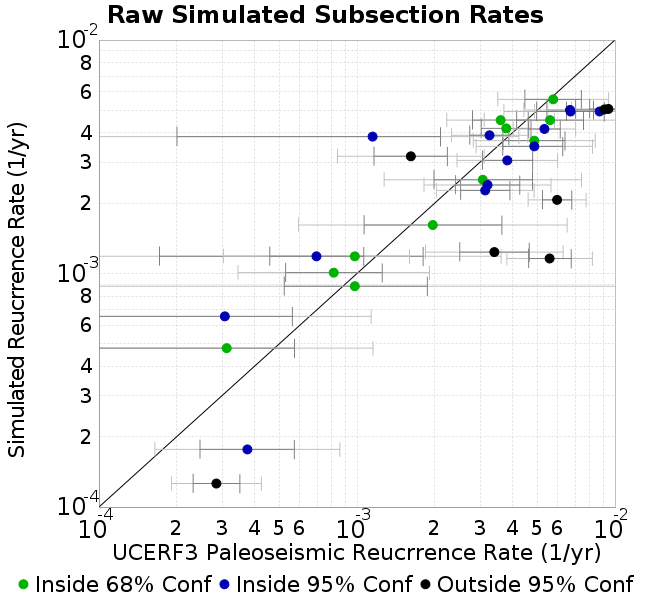 Raw Simulated Subsection Rates
Simulated Reucrrence Rate (1/yr)
10-2
8
6
4
3
2
10-3
8
6
4
3
2
10-4
10-4 2 3 4 5 6 10-3 2 3 4 5 6 10-2
UCERF3 Paleoseismic Reucrrence Rate (1/yr)
Inside 68% Conf Inside 95% Conf Outside 95% Conf